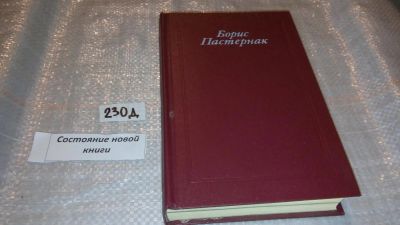 Борис
Пастернак
230Д
Состояние новой
книги